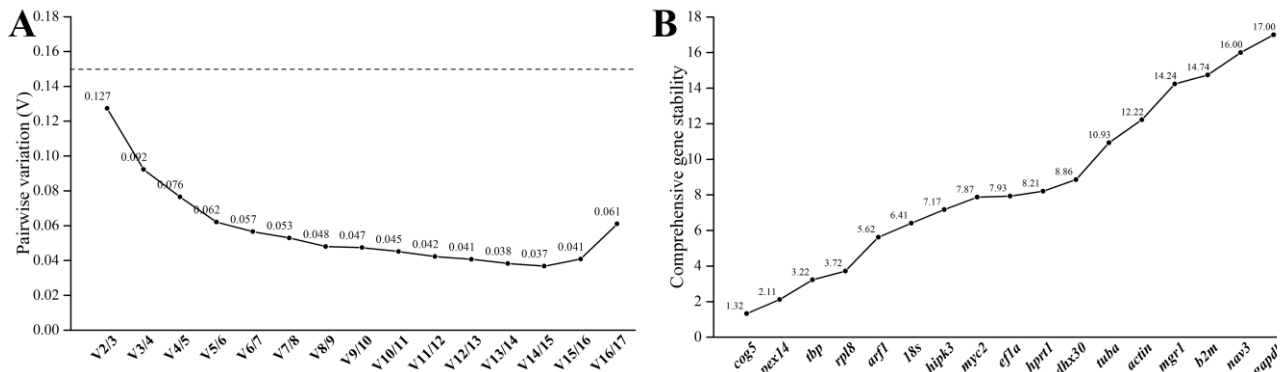 A
Pairwise variation (V)
0.18
0.16
0.14
0.12
0.10
0.08
0.06
0.04
0.02
0.00
0.127
0.092
0.076
0.062
0.057
0.053
0.048
0.047
0.045
0.042
0.041
0.038
0.037
0.041
0.061
V2/3
V3/4
V4/5
V5/6
V6/7
V7/8
V8/9
V9/10
V10/11
V11/12
V12/13
V13/14
V14/15
V15/16
V16/17
B
Comprehensive gene stability
18
16
14
12
10
8
6
4
2
0
1.32
2.11
3.22
3.72
5.62
6.41
7.17
7.87
7.93
8.21
8.86
10.93
12.22
14.24
14.74
16.00
17.00
cog5
pex14
tbp
rpl8
arf1
18s
hipk3
myc2
ef1a
hprt1
dhx30
tuba
actin
mgr1
b2m
nav3